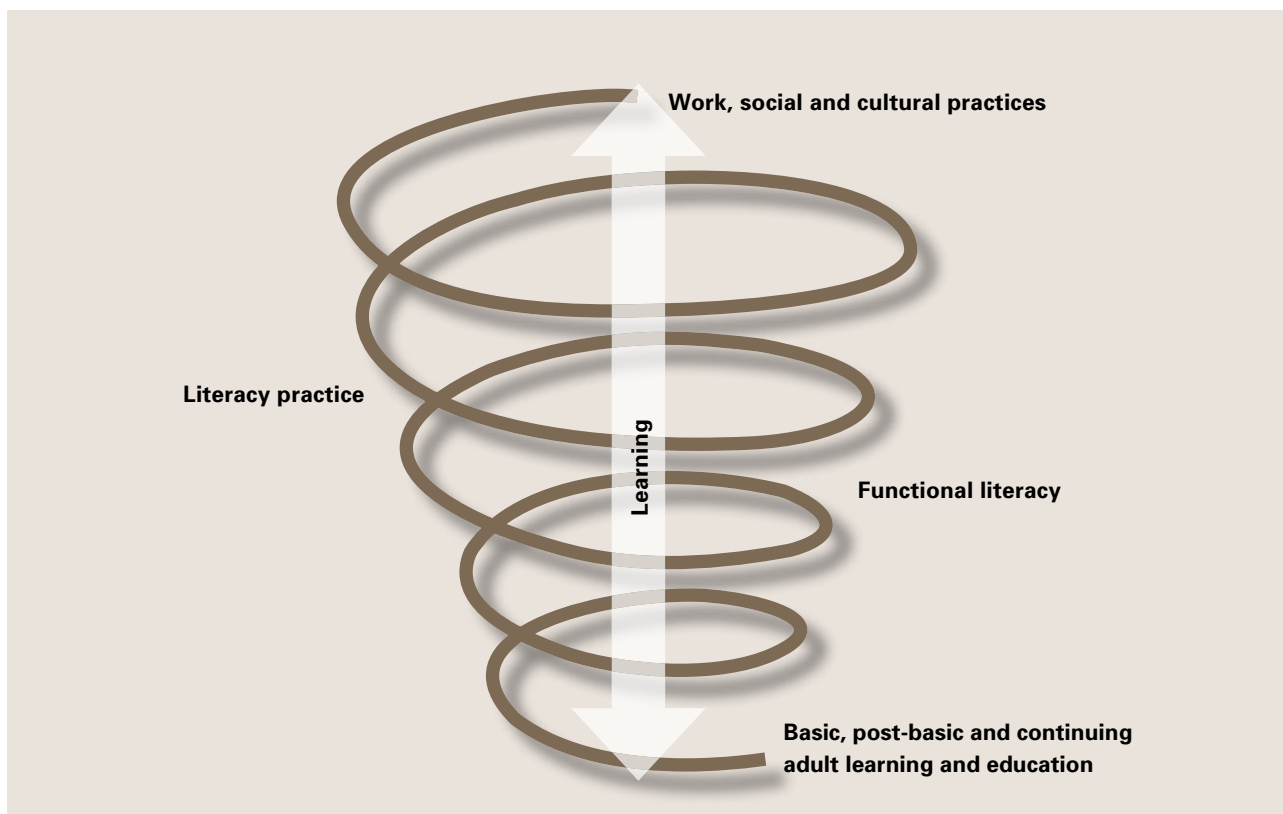 Work, social and cultural practices
Literacy practice
Learning
Functional literacy
Basic, post-basic and continuing
adult learning and education